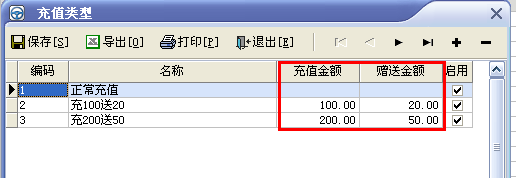 充值类型
保存[S] 导出[O] 打印[P] 退出[E]
编码 名称 充值金额 赠送金额 启用
1 正常充值
2 充100送20 100.00 20.00
3 充200送50 200.00 50.00